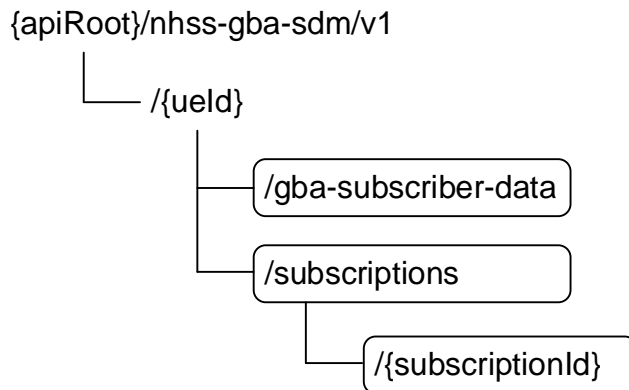 {apiRoot}/nhss-gba-sdm/v1
/{ueId}
/gba-subscriber-data
/subscriptions
/{subscriptionId}